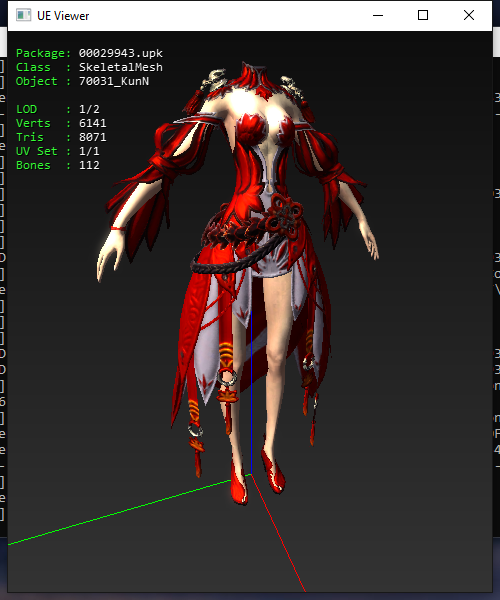 UE Viewer
Package: 00029943.upk
Class : SkeletalMesh
Object : 70031_KunN
LOD : 1/2
Verts : 6141
Tris : 8071
UV Set : 1/1
Bones : 112